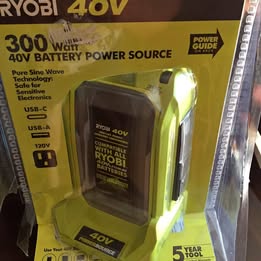 RYOBI 40V
300 Watt
40V BATTERY POWER SOURCE
POWER
GUIDE
Pure Sine Wave
Technology:
Safe for
Sensitive
Electronics
USB-C
USB-A
120V
RYOBI 40V
COMPATIBLE
WITH ALL
RYOBI
BATTERIES
40V
POWERSOURCE
5 YEAR
TOOL